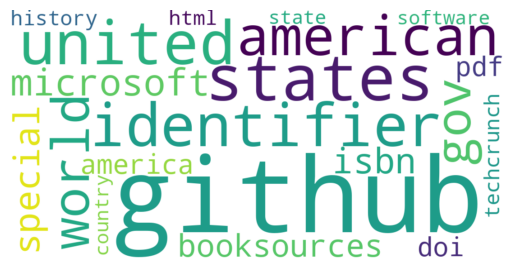 history html state software
united american
microsoft states pdf
special world identifier gov techcrunch
america isbn
country github
booksources doi